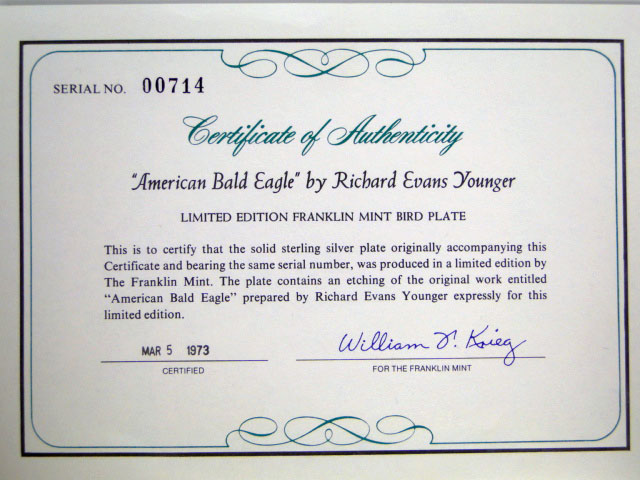 SERIAL NO. 00714
Certificate of Authenticity
"American Bald Eagle" by Richard Evans Younger
LIMITED EDITION FRANKLIN MINT BIRD PLATE
This is to certify that the solid sterling silver plate originally accompanying this
Certificate and bearing the same serial number, was produced in a limited edition by
The Franklin Mint. The plate contains an etching of the original work entitled
“American Bald Eagle” prepared by Richard Evans Younger expressly for this
limited edition.
MAR 5 1973
William T. Krieg
CERTIFIED
FOR THE FRANKLIN MINT